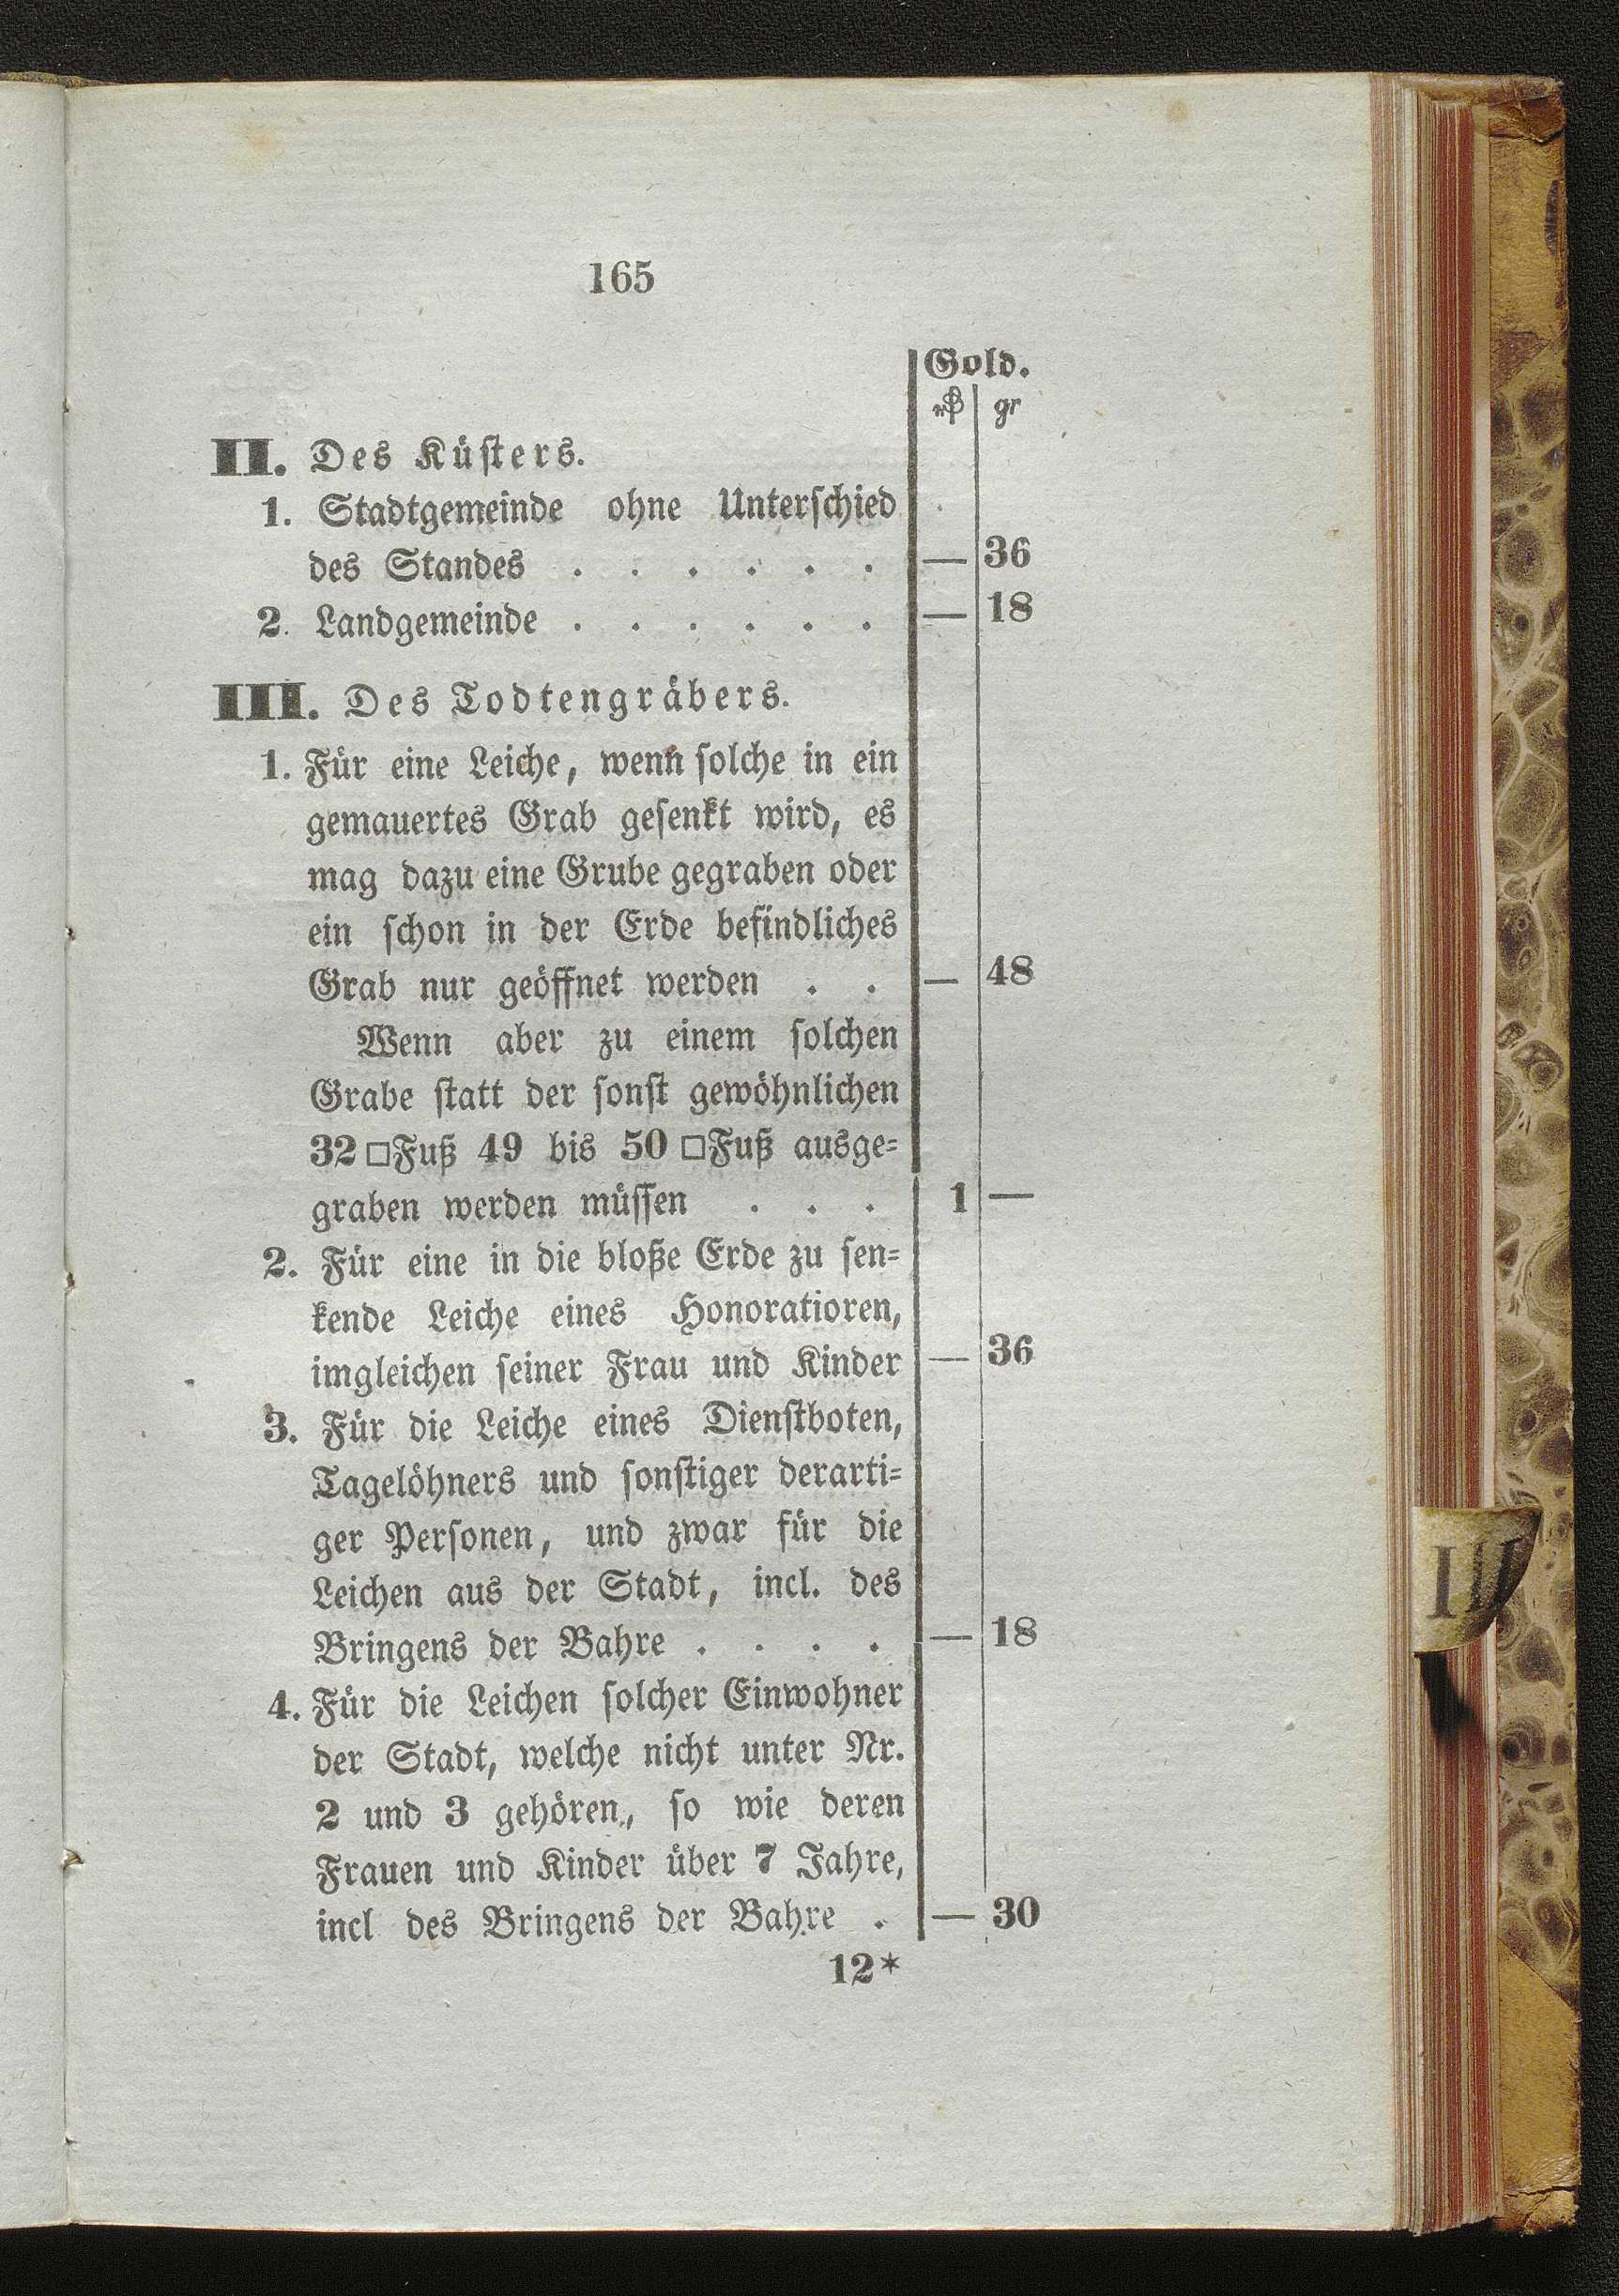 165
Gold.
gr
II. Des Küsters.
1. Stadtgemeinde ohne Unterschied
des Standes . . . . . . — 36
2. Landgemeinde . . . . . . — 18
III. Des Todtengräbers.
1. Für eine Leiche, wenn solche in ein
gemauertes Grab gesenkt wird, es
mag dazu eine Grube gegraben oder
ein schon in der Erde befindliches
Grab nur geöffnet werden . . — 48
Wenn aber zu einem solchen
Grabe statt der sonst gewöhnlichen
32 □Fuß 49 bis 50 □Fuß ausge=
graben werden müssen . . . 1 —
2. Für eine in die bloße Erde zu sen=
kende Leiche eines Honoratioren,
imgleichen seiner Frau und Kinder — 36
3. Für die Leiche eines Dienstboten,
Tagelöhners und sonstiger derarti=
ger Personen, und zwar für die
Leichen aus der Stadt, incl. des
Bringens der Bahre . . . . — 18
4. Für die Leichen solcher Einwohner
der Stadt, welche nicht unter Nr.
2 und 3 gehören, so wie deren
Frauen und Kinder über 7 Jahre,
incl des Bringens der Bahre . — 30
12*
III